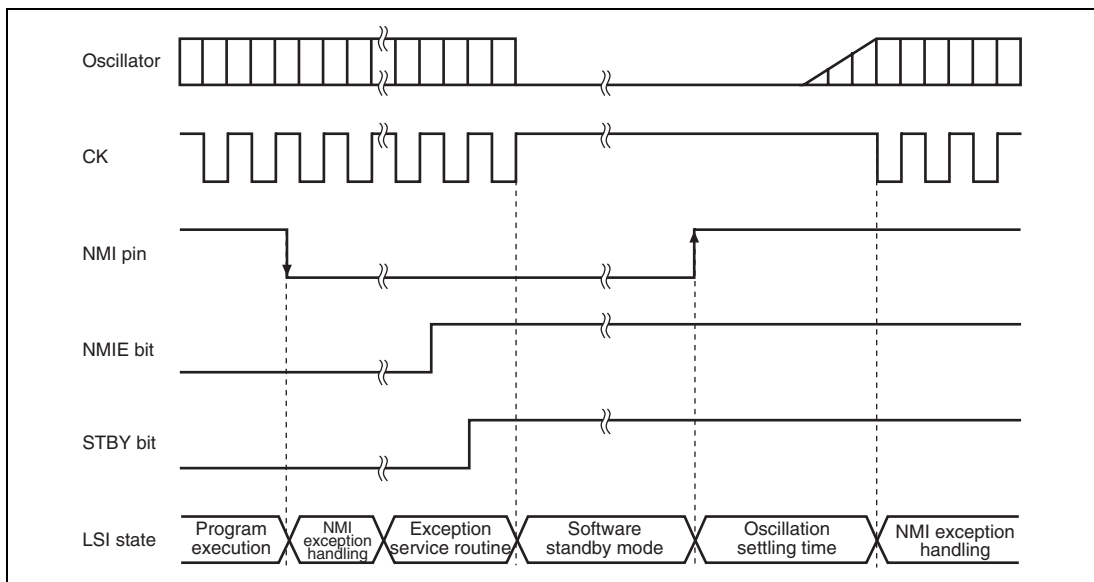 Oscillator
CK
NMI pin
NMIE bit
STBY bit
LSI state
Program
execution
NMI
exception
handling
Exception
service routine
Software
standby mode
Oscillation
settling time
NMI exception
handling